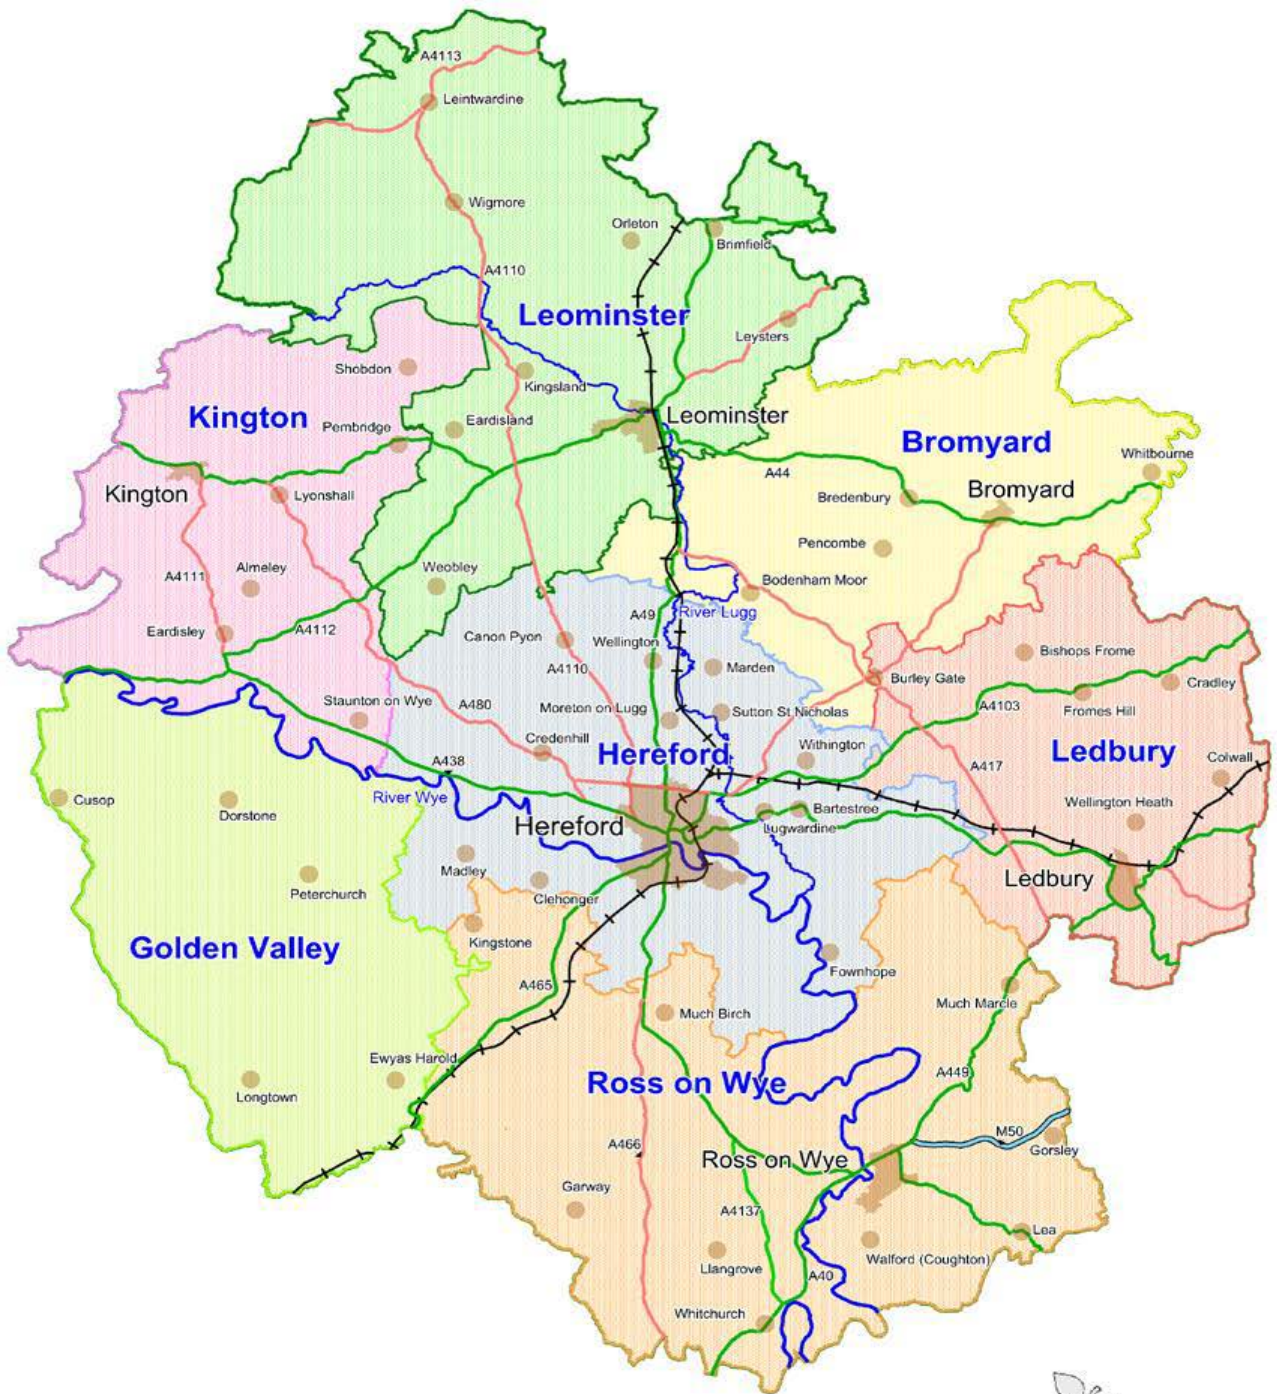 A4113
Leintwardine
Wigmore
Orleton
Brimfield
A4110
Leominster
Leysters
Shobdon
Kingsland
Kington
Eardisland
Leominster
Pembridge
Bromyard
Whitbourne
A44
Kington
Lyonshall
Bredenbury
Bromyard
Pencombe
A4111
Almeley
Weobley
Bodenham Moor
A49
River Lugg
Eardisley
A4112
Canon Pyon
Wellington
Bishops Frome
A4110
Marden
Burley Gate
Cradley
Staunton on Wye
A480
Moreton on Lugg
Sutton St Nicholas
A4103
Fromes Hill
Credenhill
Hereford
Withington
Ledbury
Colwall
A438
A417
River Wye
Cusop
Dorstone
Wellington Heath
Bartestree
Hereford
Lugwardine
Madley
Ledbury
Peterchurch
Clehonger
Golden Valley
Kingstone
Fownhope
A465
Much Marcle
Much Birch
Ewyas Harold
Ross on Wye
A449
Longtown
M50
Gorsley
A466
Ross on Wye
Garway
A4137
Lea
Llangrove
Walford (Coughton)
A40
Whitchurch